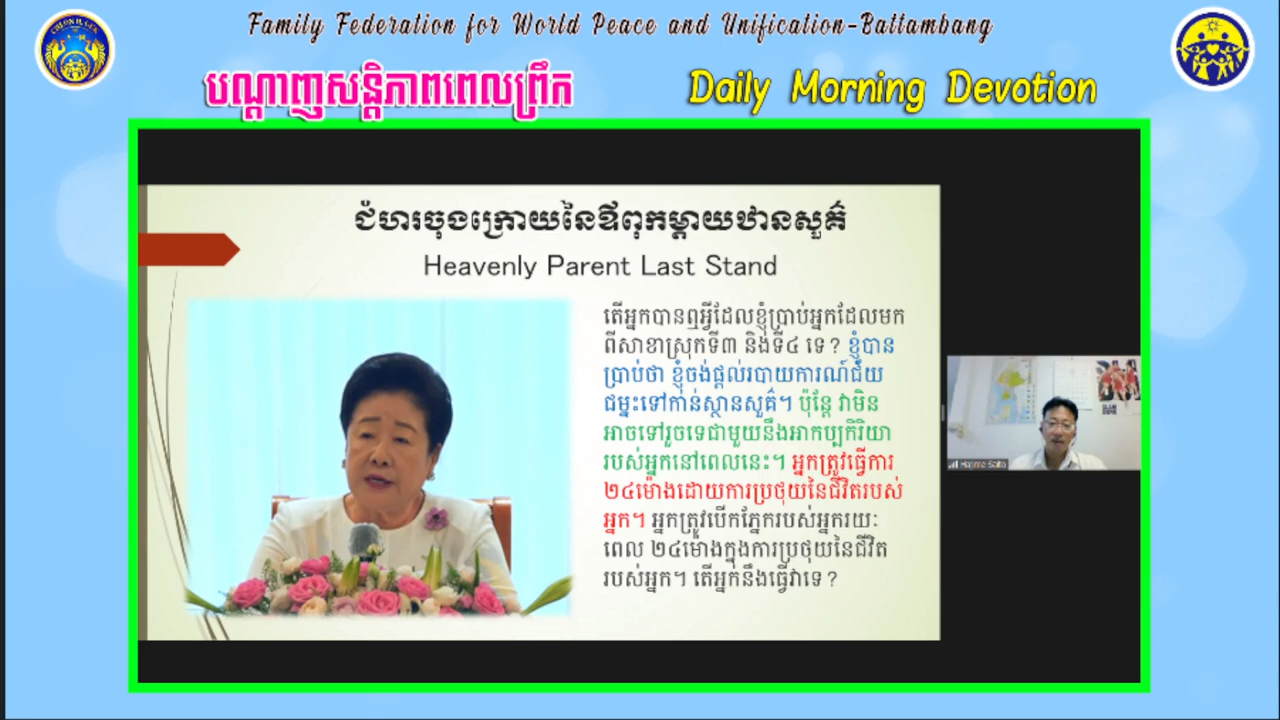 Family Federation for World Peace and Unification-Battambang
បណ្តាញសន្តិភាពពេលព្រឹក
Daily Morning Devotion
ជំហរចុងក្រោយនៃឪពុកម្តាយឋានសួគ៌
Heavenly Parent Last Stand
តើអ្នកបានឮអ្វីដែលខ្ញុំប្រាប់អ្នកដែលមក
ពីសាខាស្រុកទី៣ និងទី៤ ទេ? ខ្ញុំបាន
ប្រាប់ថា ខ្ញុំចង់ផ្តល់របាយការណ៍ជ័យ
ជម្នះទៅកាន់ស្ថានសួគ៌។ ប៉ុន្តែ វាមិន
អាចទៅរួចទេជាមួយនឹងអាកប្បកិរិយា
របស់អ្នកនៅពេលនេះ។ អ្នកត្រូវធ្វើការ
២៤ម៉ោងដោយការប្រថុយនៃជីវិតរបស់
អ្នក។ អ្នកត្រូវបើកភ្នែករបស់អ្នករយៈ
ពេល ២៤ម៉ោងក្នុងការប្រថុយនៃជីវិត
របស់អ្នក។ តើអ្នកនឹងធ្វើវាទេ?
Hajime Saito